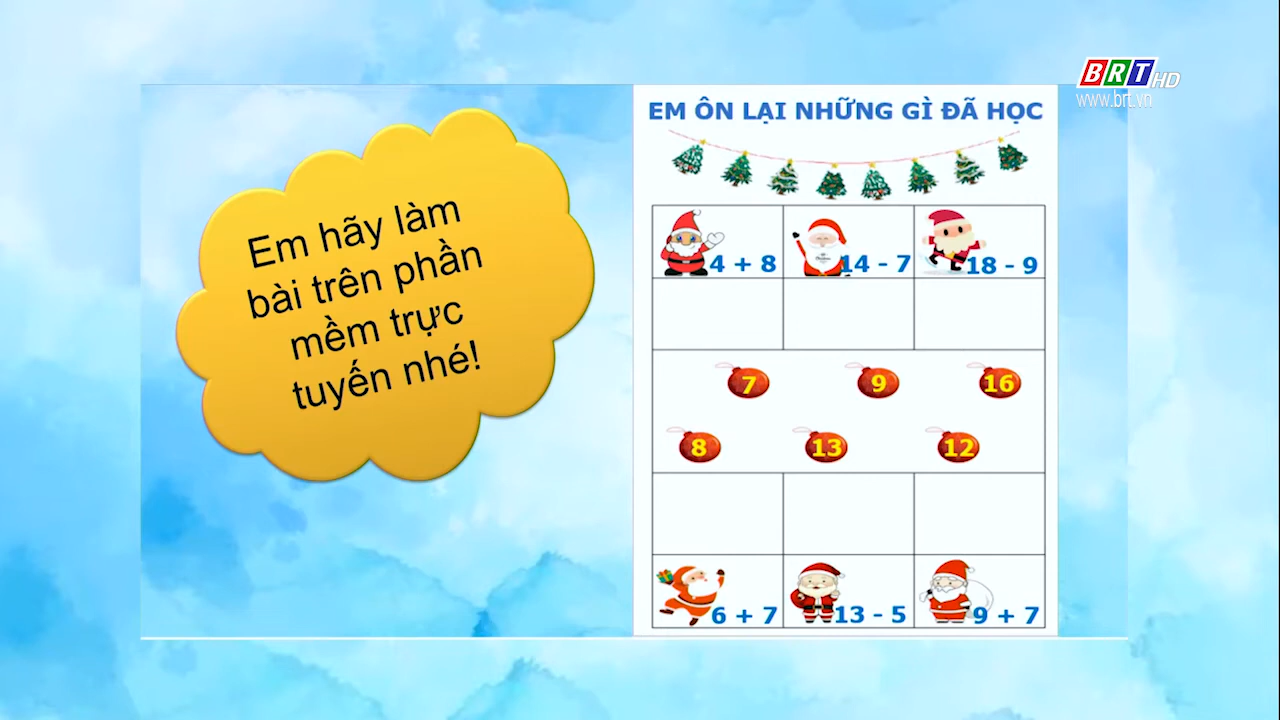 BRT HD
www.brt.vn
EM ÔN LẠI NHỮNG GÌ ĐÃ HỌC
Em hãy làm
bài trên phần
mềm trực
tuyến nhé!
4 + 8
14 - 7
18 - 9
7
9
16
8
13
12
6 + 7
13 - 5
9 + 7